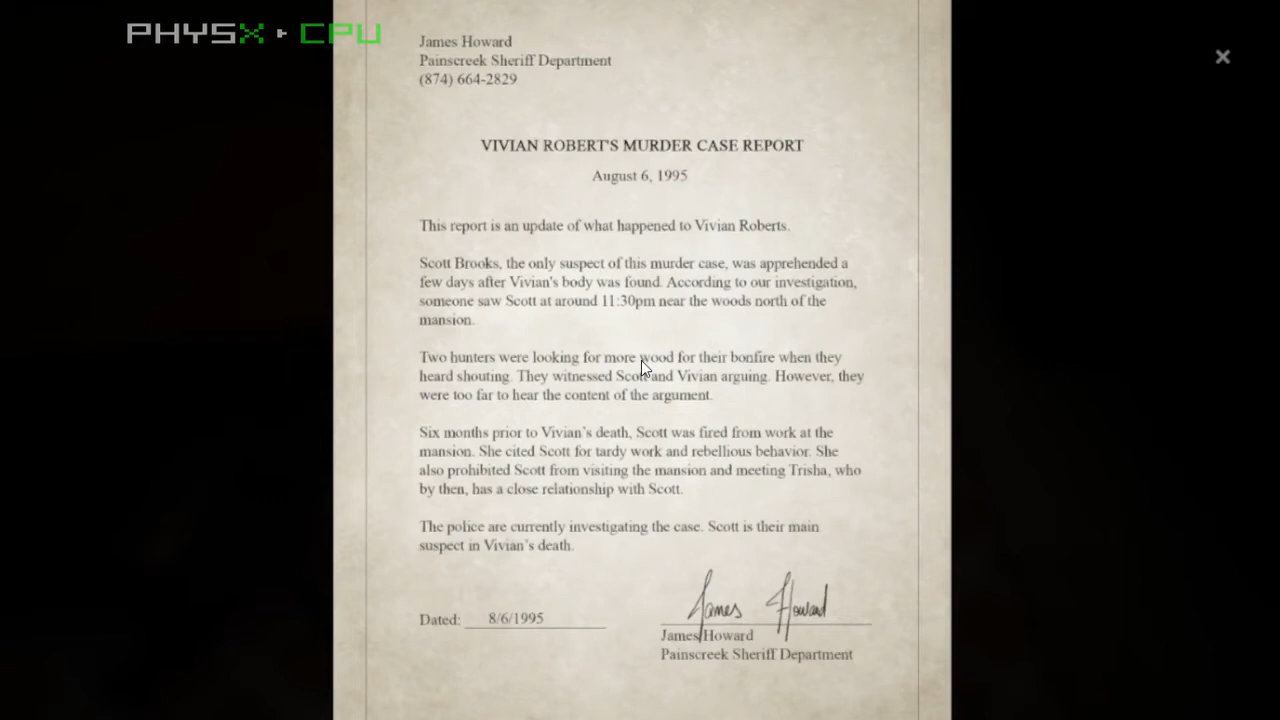 PHYSX CPU
James Howard
Painscreek Sheriff Department
(874) 664-2829
VIVIAN ROBERT'S MURDER CASE REPORT
August 6, 1995
This report is an update of what happened to Vivian Roberts.
Scott Brooks, the only suspect of this murder case, was apprehended a
few days after Vivian's body was found. According to our investigation,
someone saw Scott at around 11:30pm near the woods north of the
mansion.
Two hunters were looking for more wood for their bonfire when they
heard shouting. They witnessed Scott and Vivian arguing. However, they
were too far to hear the content of the argument.
Six months prior to Vivian's death, Scott was fired from work at the
mansion. She cited Scott for tardy work and rebellious behavior. She
also prohibited Scott from visiting the mansion and meeting Trisha, who
by then, has a close relationship with Scott.
The police are currently investigating the case. Scott is their main
suspect in Vivian's death.
James Howard
Dated: 8/6/1995
James Howard
Painscreek Sheriff Department